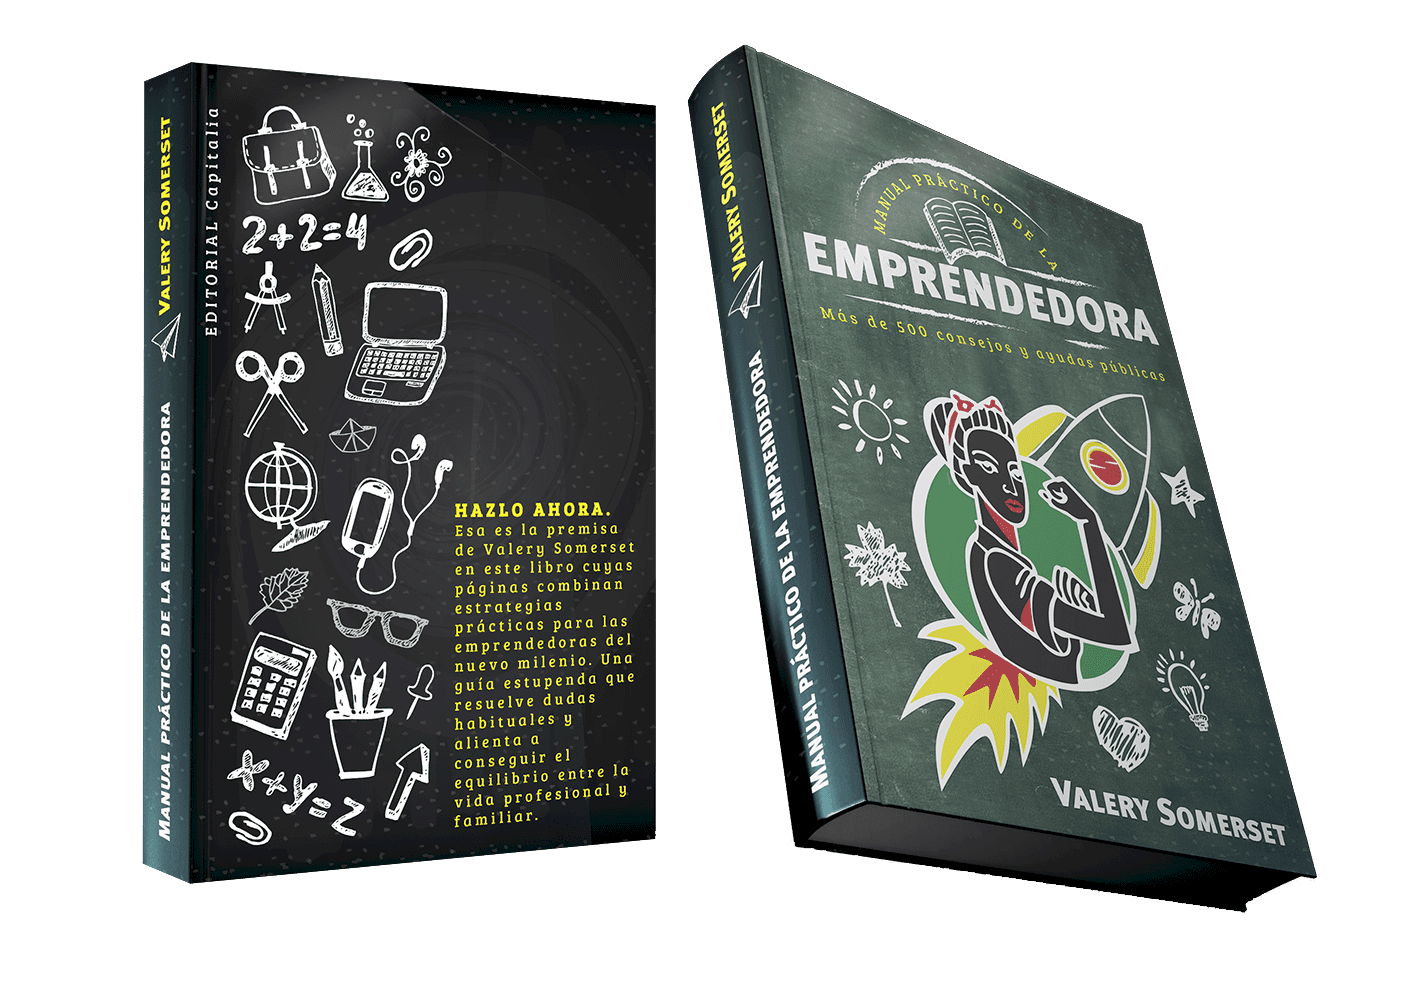 VALERY SOMERSET
MANUAL PRÁCTICO DE LA EMPRENDEDORA
EDITORIAL Capitalia
2+2=4
x+y=z
HAZLO AHORA.
Esa es la premisa
de Valery Somerset
en este libro cuyas
páginas combinan
estrategias
prácticas para las
emprendedoras del
nuevo milenio. Una
guía estupenda que
resuelve dudas
habituales y
alienta a
conseguir el
equilibrio entre la
vida profesional y
familiar.
VALERY SOMERSET
MANUAL PRÁCTICO DE LA EMPRENDEDORA
MANUAL PRÁCTICO DE LA
EMPRENDEDORA
Más de 500 consejos y ayudas públicas
S
VALERY SOMERSET